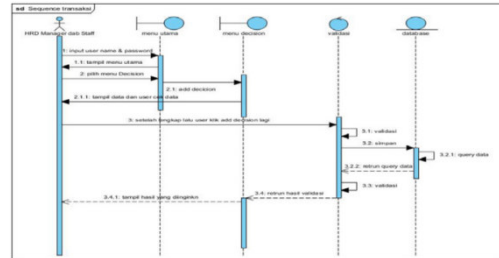 sd Sequence transaksi
HRD Manager dab Staff
menu utama
menu decision
validasi
database
1: input user name & password
1.1: tampil menu utama
2: pilih menu Decision
2.1: add decision
2.1.1: tampil data dan user cek data
3: setelah lengkap lalu user klik add decision lagi
3.1: validasi
3.2: simpan
3.2.1: query data
3.2.2: retrun query data
3.3: validasi
3.4: retrun hasil validasi
3.4.1: tampil hasil yang diinginkn